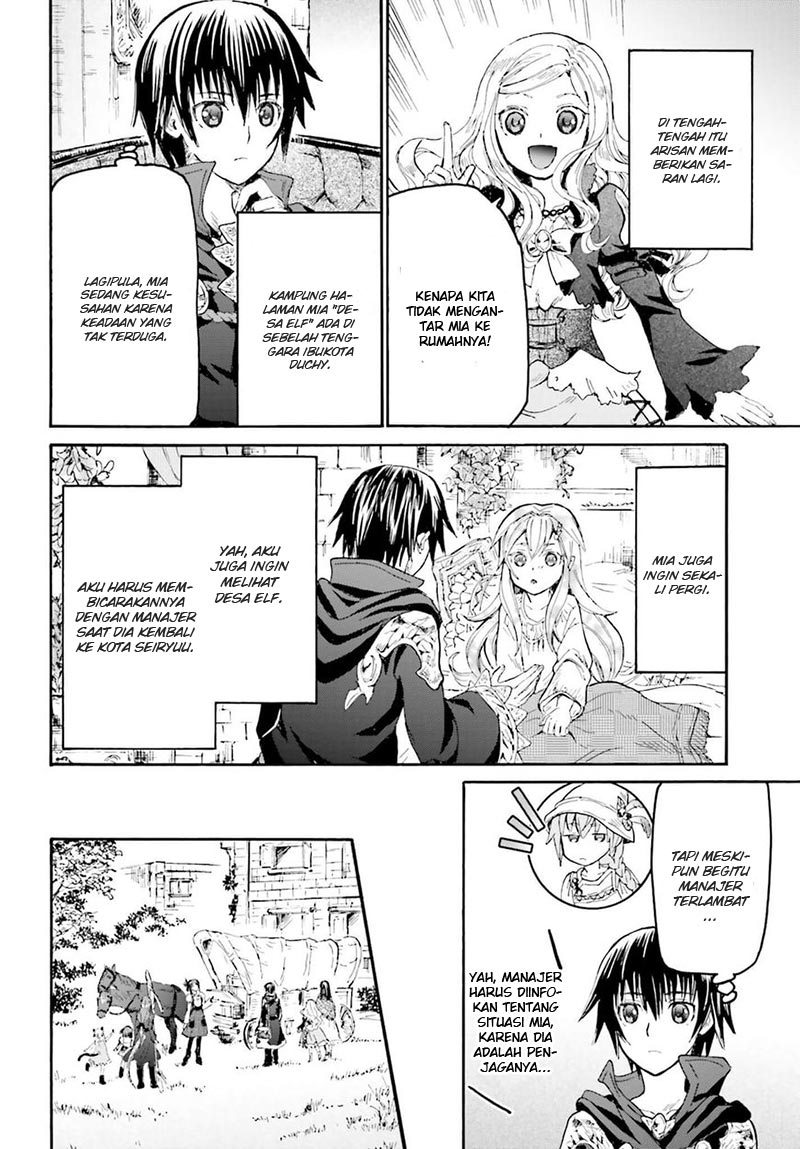 DI TENGAH-
TENGAH ITU
ARISAN MEM-
BERIKAN SA-
RAN LAGI.
KENAPA KITA
TIDAK MENGAN-
TAR MIA KE
RUMAHNYA!
KAMPUNG HA-
LAMAN MIA "DE-
SA ELF" ADA DI
SEBELAH TENG-
GARA IBUKOTA
DUCHY.
LAGIPULA, MIA
SEDANG KESU-
SAHAN KARENA
KEADAAN YANG
TAK TERDUGA.
MIA JUGA
INGIN SEKA-
LI PERGI.
YAH, AKU
JUGA INGIN
MELIHAT
DESA ELF.
AKU HARUS MEM-
BICARAKANNYA
DENGAN MANAJER
SAAT DIA KEMBALI
KE KOTA SEIRYUU.
TAPI MESKI-
PUN BEGITU
MANAJER
TERLAMBAT
...
YAH, MANAJER
HARUS DIINFO-
KAN TENTANG
SITUASI MIA,
KARENA DIA
ADALAH PEN-
JAGANYA...